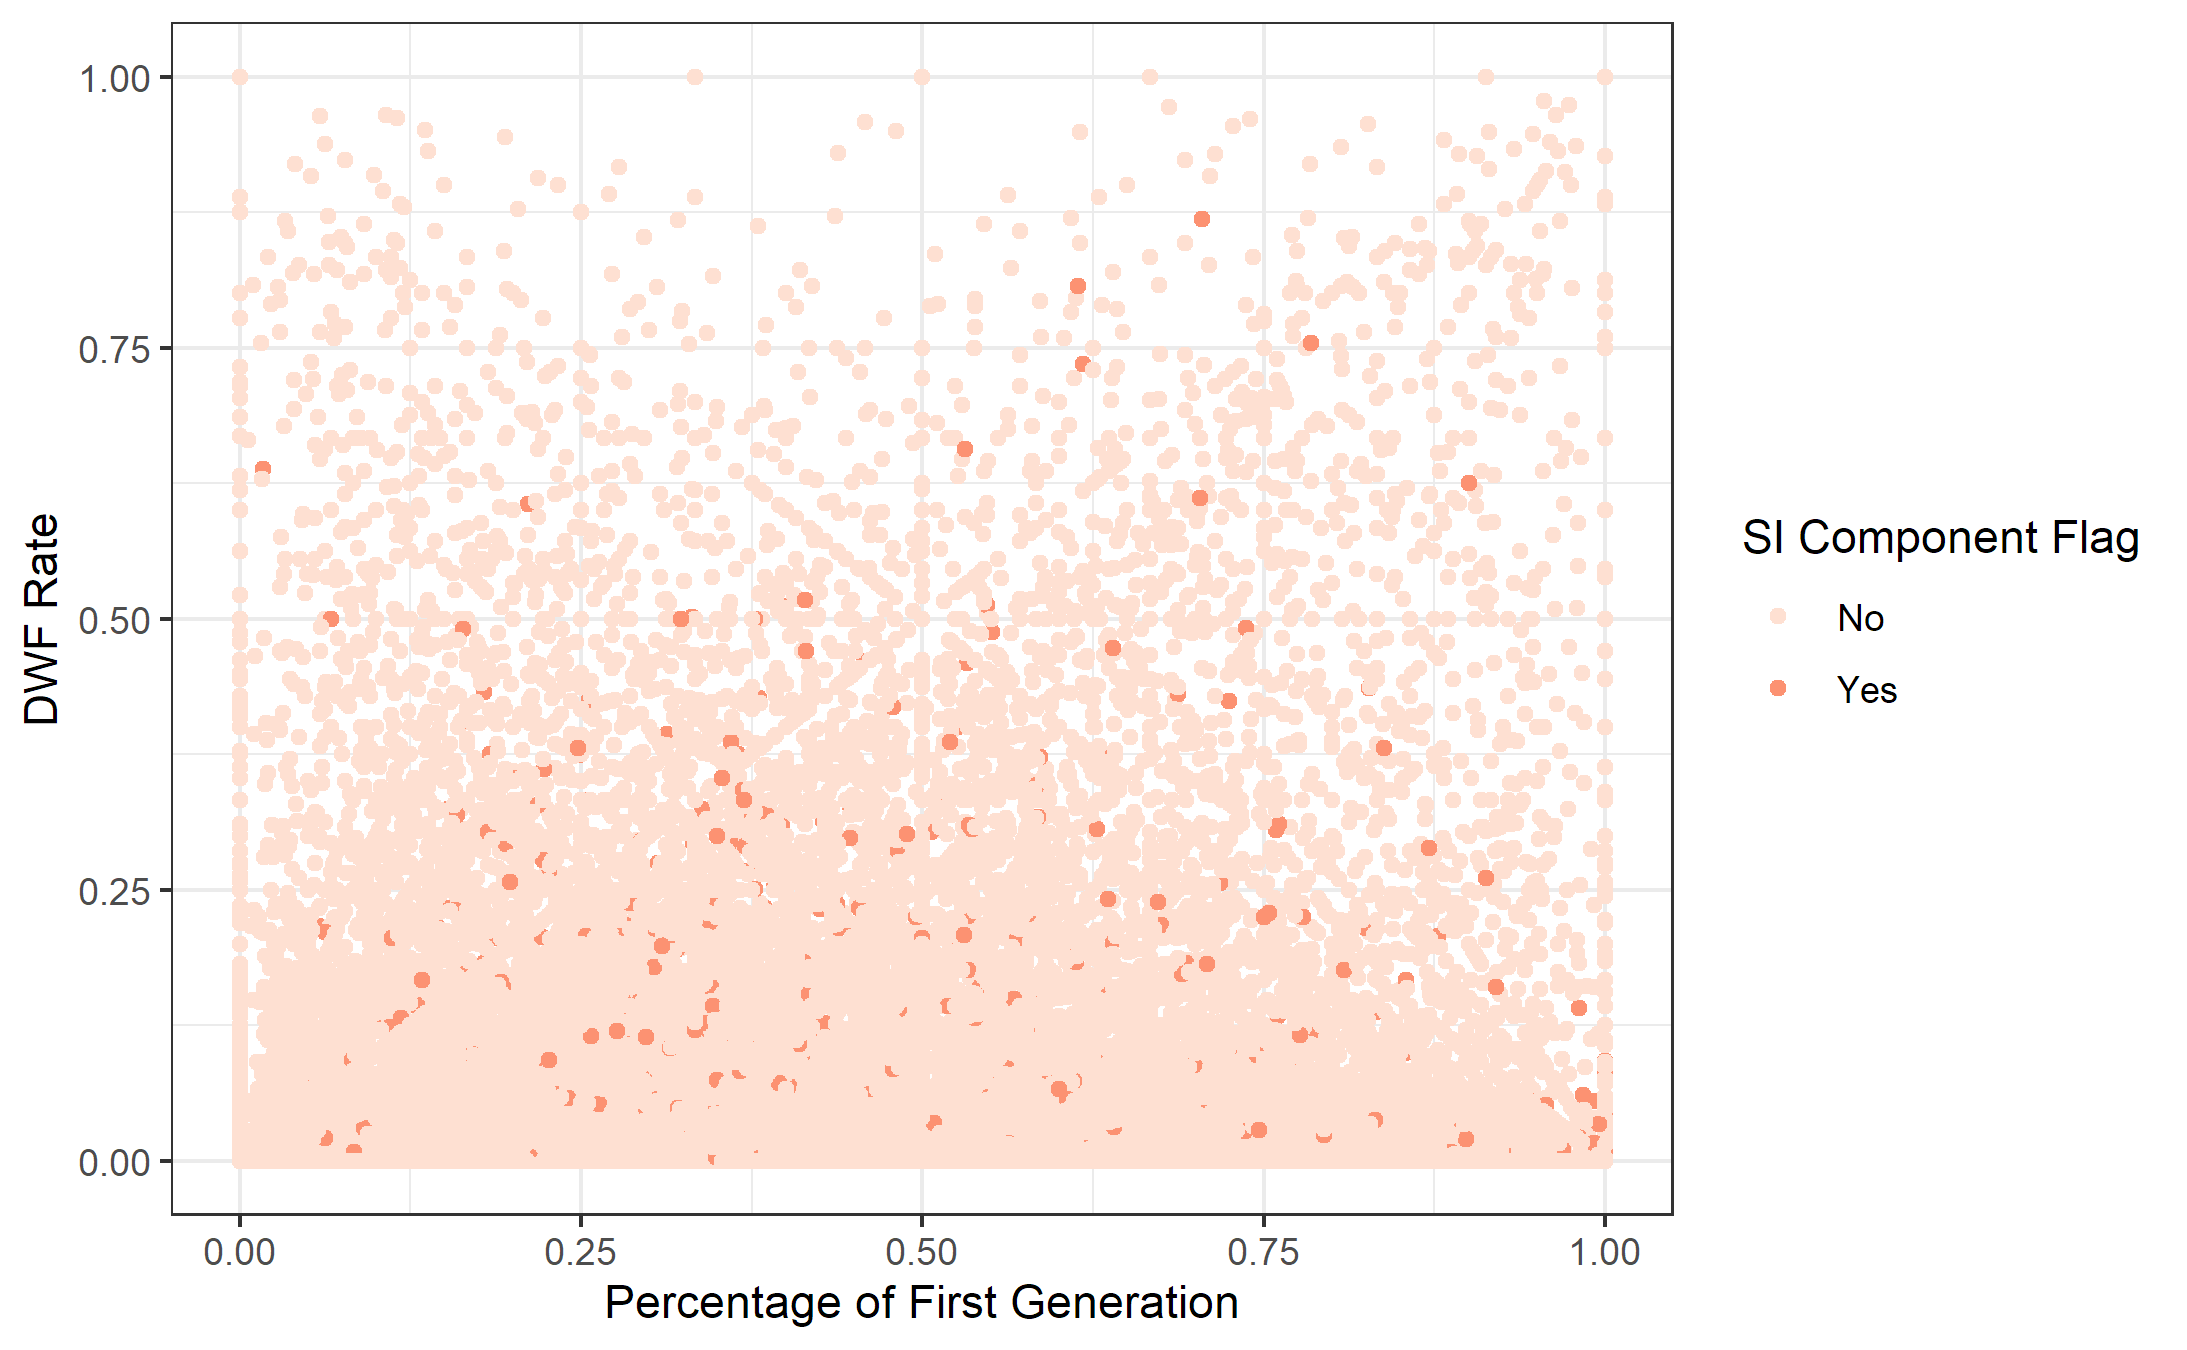 1.00
0.75
0.50
0.25
0.00
DWF Rate
0.00 0.25 0.50 0.75 1.00
Percentage of First Generation
SI Component Flag
No
Yes